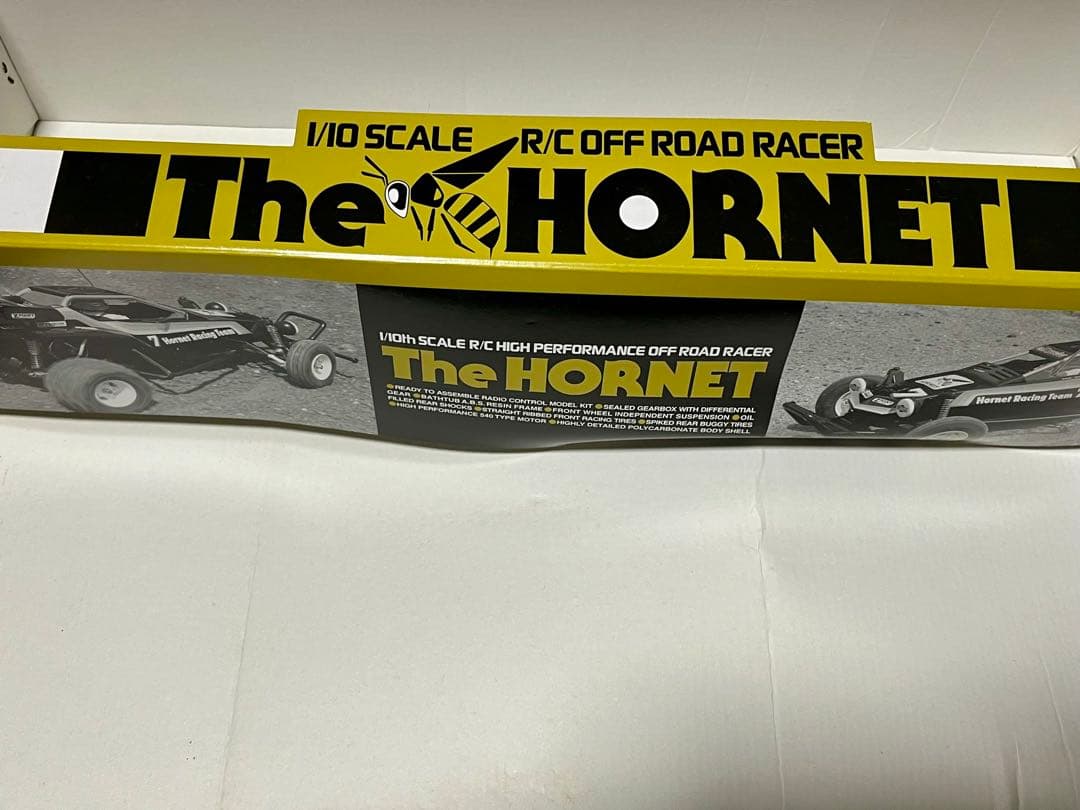 1/10 SCALE R/C OFF ROAD RACER
The HORNET
7 Hornet Racing Team
1/10th SCALE R/C HIGH PERFORMANCE OFF ROAD RACER
The HORNET
●READY TO ASSEMBLE RADIO CONTROL MODEL KIT ●SEALED GEARBOX WITH DIFFERENTIAL
GEAR ●BATHTUB A.B.S. RESIN FRAME ●FRONT WHEEL INDEPENDENT SUSPENSION ●OIL
FILLED REAR SHOCKS ●STRAIGHT RIBBED FRONT RACING TIRES ●SPIKED REAR BUGGY TIRES
●HIGH PERFORMANCE 540 TYPE MOTOR ●HIGHLY DETAILED POLYCARBONATE BODY SHELL
Hornet Racing Team